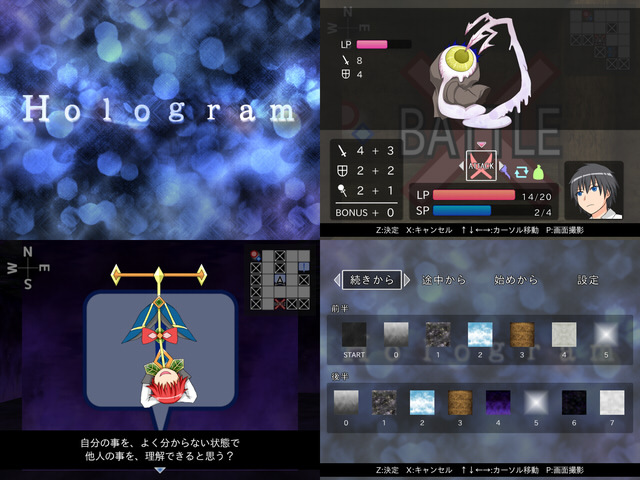 Hologram
N
W
E
LP
8
4
BATTLE
4 + 3
2 + 2
2 + 1
BONUS + 0
ATTACK
LP 14/20
SP 2/4
Z:決定 X:キャンセル ↑↓←→:カーソル移動 P:画面撮影
N
W E
S
自分の事を、よく分からない状態で
他人の事を、理解できると思う？
続きから 途中から 始めから 設定
前半
START 0 1 2 3 4 5
Hologram
後半
0 1 2 3 4 5 6 7
Z:決定 X:キャンセル ↑↓←→:カーソル移動 P:画面撮影